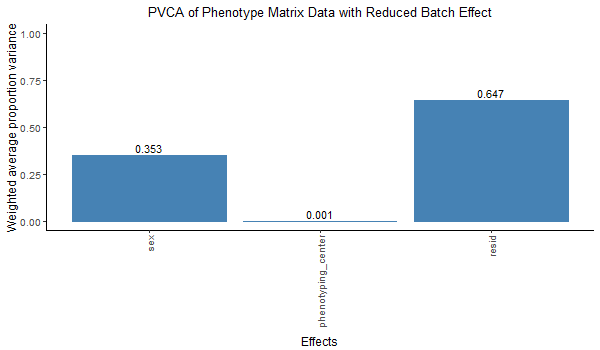 PVCA of Phenotype Matrix Data with Reduced Batch Effect
Weighted average proportion variance
1.00
0.75
0.50
0.25
0.00
0.353
0.001
0.647
sex
phenotyping_center
resid
Effects